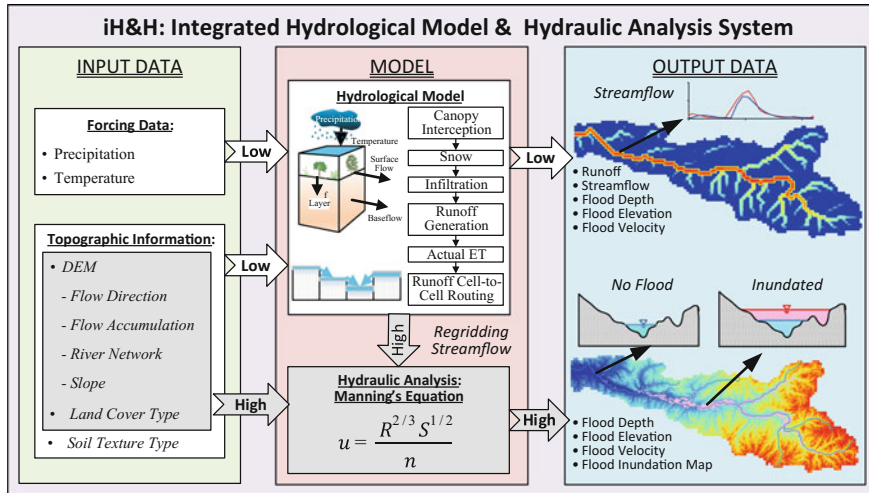 iH&H: Integrated Hydrological Model & Hydraulic Analysis System
INPUT DATA
Forcing Data:
• Precipitation
• Temperature
Topographic Information:
• DEM
- Flow Direction
- Flow Accumulation
- River Network
- Slope
• Land Cover Type
• Soil Texture Type
Low
Low
High
MODEL
Hydrological Model
Precipitation
Temperature
Surface
Flow
f
Layer
Baseflow
Canopy
Interception
Snow
Infiltration
Runoff
Generation
Actual ET
Runoff Cell-to-
Cell Routing
High
Regridding
Streamflow
Hydraulic Analysis:
Manning's Equation
u = R^{2/3} S^{1/2} / n
Low
High
OUTPUT DATA
Streamflow
• Runoff
• Streamflow
• Flood Depth
• Flood Elevation
• Flood Velocity
No Flood
Inundated
• Flood Depth
• Flood Elevation
• Flood Velocity
• Flood Inundation Map